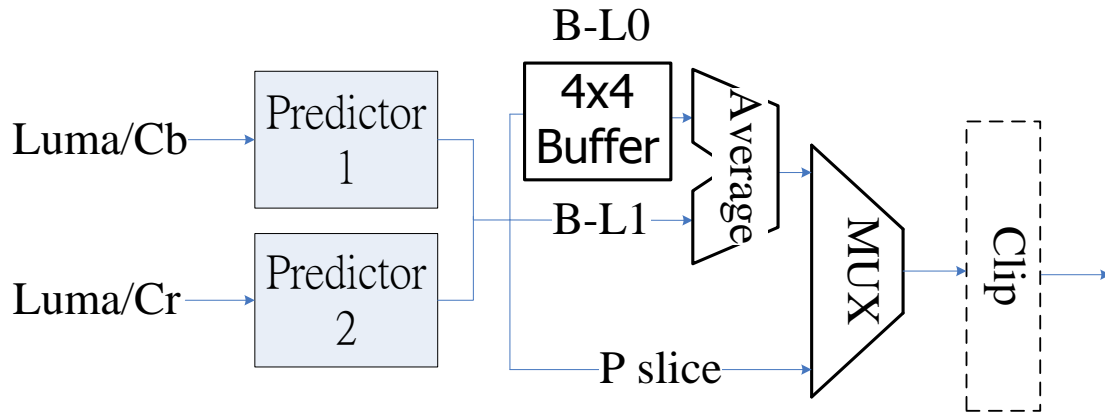 B-L0
Luma/Cb
Predictor
1
4x4
Buffer
Average
B-L1
Luma/Cr
Predictor
2
MUX
Clip
P slice